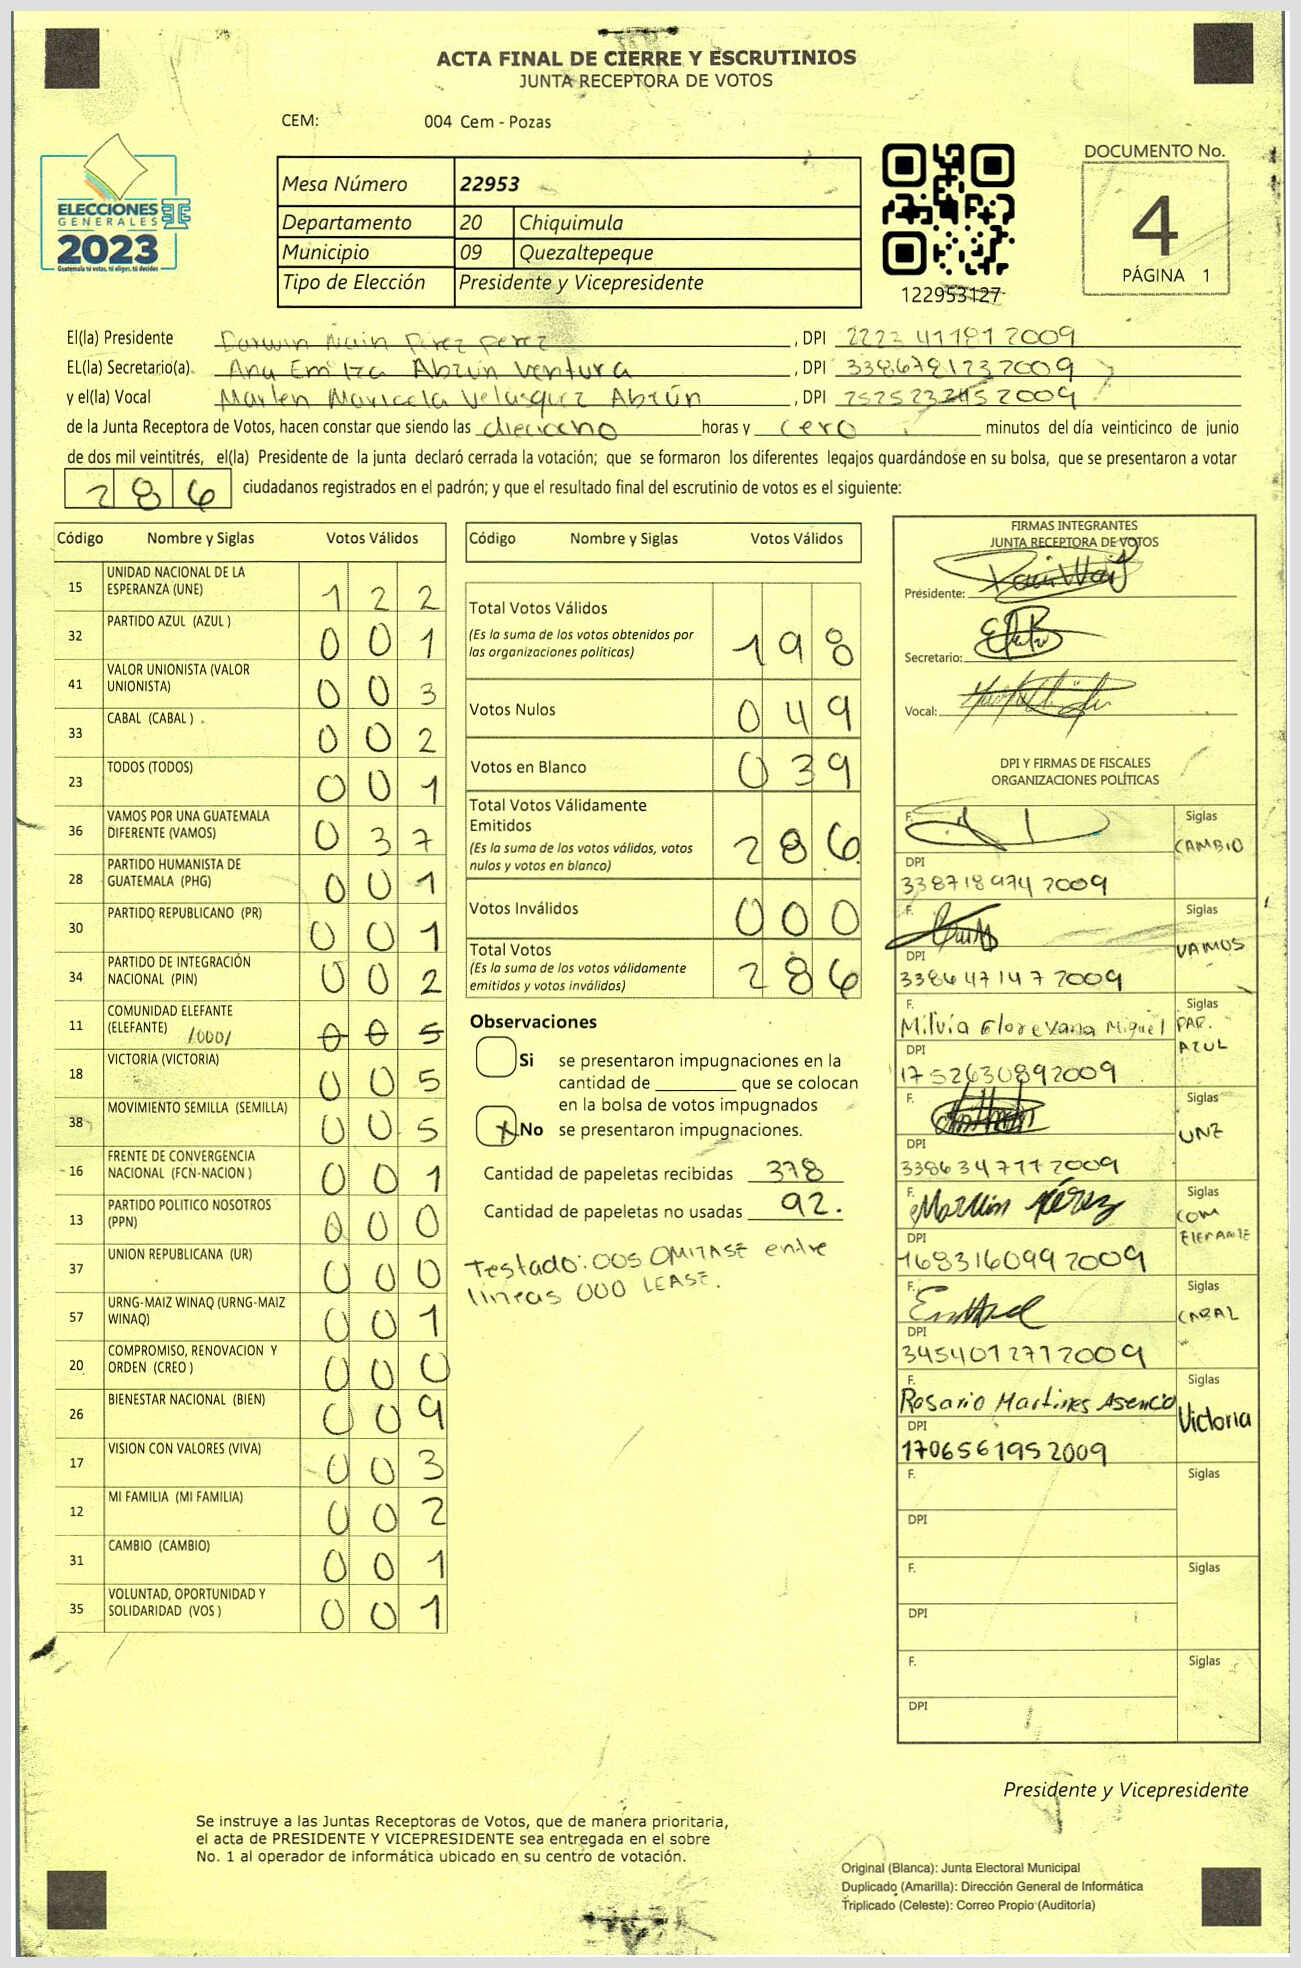 ACTA FINAL DE CIERRE Y ESCRUTINIOS
JUNTA RECEPTORA DE VOTOS
CEM: 004 Cem - Pozas
ELECCIONES
GENERALES
2023
Guatemala tú votas, tú eliges, tú decides
Mesa Número 22953
Departamento 20 Chiquimula
Municipio 09 Quezaltepeque
Tipo de Elección Presidente y Vicepresidente
122953127
DOCUMENTO No.
4
PÁGINA 1
El(la) Presidente Darwin Nain Perez perez, DPI 2223 41181 2009
EL(la) Secretario(a). Ana Emilza Abzún Ventura, DPI 338678123 2009
y el(la) Vocal Marlen Maricela Velasquez Abzún, DPI 2009
de la Junta Receptora de Votos, hacen constar que siendo las dieciocho horas y cero minutos del día veinticinco de junio
de dos mil veintitrés, el(la) Presidente de la junta declaró cerrada la votación; que se formaron los diferentes legajos guardándose en su bolsa, que se presentaron a votar
286 ciudadanos registrados en el padrón; y que el resultado final del escrutinio de votos es el siguiente:
Código Nombre y Siglas Votos Válidos
15 UNIDAD NACIONAL DE LA ESPERANZA (UNE) 1 2 2
32 PARTIDO AZUL (AZUL ) 0 0 1
41 VALOR UNIONISTA (VALOR UNIONISTA) 0 0 3
33 CABAL (CABAL ) 0 0 2
23 TODOS (TODOS) 0 0 1
36 VAMOS POR UNA GUATEMALA DIFERENTE (VAMOS) 0 3 7
28 PARTIDO HUMANISTA DE GUATEMALA (PHG) 0 0 1
30 PARTIDO REPUBLICANO (PR) 0 0 1
34 PARTIDO DE INTEGRACIÓN NACIONAL (PIN) 0 0 2
11 COMUNIDAD ELEFANTE (ELEFANTE) /000/ 0 0 5
18 VICTORIA (VICTORIA) 0 0 5
38 MOVIMIENTO SEMILLA (SEMILLA) 0 0 5
16 FRENTE DE CONVERGENCIA NACIONAL (FCN-NACION ) 0 0 1
13 PARTIDO POLITICO NOSOTROS (PPN) 0 0 0
37 UNION REPUBLICANA (UR) 0 0 0
57 URNG-MAIZ WINAQ (URNG-MAIZ WINAQ) 0 0 1
20 COMPROMISO, RENOVACION Y ORDEN (CREO ) 0 0 0
26 BIENESTAR NACIONAL (BIEN) 0 0 9
17 VISION CON VALORES (VIVA) 0 0 3
12 MI FAMILIA (MI FAMILIA) 0 0 2
31 CAMBIO (CAMBIO) 0 0 1
35 VOLUNTAD, OPORTUNIDAD Y SOLIDARIDAD (VOS ) 0 0 1
Código Nombre y Siglas Votos Válidos
Total Votos Válidos 1 9 8
(Es la suma de los votos obtenidos por
las organizaciones políticas)
Votos Nulos 0 4 9
Votos en Blanco 0 3 9
Total Votos Válidamente
Emitidos 2 8 6
(Es la suma de los votos válidos, votos
nulos y votos en blanco)
Votos Inválidos 0 0 0
Total Votos 2 8 6
(Es la suma de los votos válidamente
emitidos y votos inválidos)
Observaciones
Si se presentaron impugnaciones en la
cantidad de ________ que se colocan
en la bolsa de votos impugnados
X No se presentaron impugnaciones.
Cantidad de papeletas recibidas 378
Cantidad de papeletas no usadas 92.
Testado: 005 OMITASE entre
lineas 000 LEASE.
FIRMAS INTEGRANTES
JUNTA RECEPTORA DE VOTOS
Presidente:
Secretario:
Vocal:
DPI Y FIRMAS DE FISCALES
ORGANIZACIONES POLÍTICAS
F. Siglas CAMBIO
DPI
338718974 2009
F. Siglas VAMOS
DPI
338647147 2009
F. Siglas PAR. AZUL
Milvia Miguel
DPI
1752630892009
F. Siglas UNE
DPI
3386347172009
F. Siglas COM ELEFANTE
Marlin Pérez
DPI
1683160992009
F. Siglas CABAL
DPI
3454012712009
F. Siglas Victoria
Rosario Martines Asencio
DPI
1706561952009
F. Siglas
DPI
F. Siglas
DPI
F. Siglas
DPI
Presidente y Vicepresidente
Se instruye a las Juntas Receptoras de Votos, que de manera prioritaria,
el acta de PRESIDENTE Y VICEPRESIDENTE sea entregada en el sobre
No. 1 al operador de informática ubicado en su centro de votación.
Original (Blanca): Junta Electoral Municipal
Duplicado (Amarilla): Dirección General de Informática
Triplicado (Celeste): Correo Propio (Auditoría)